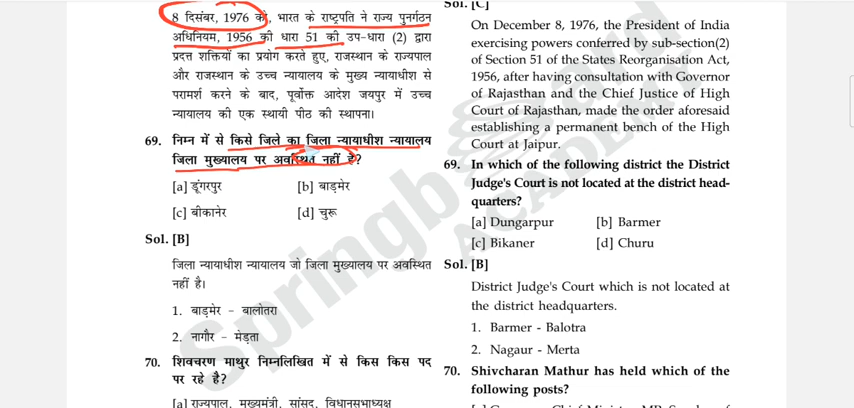 8 दिसंबर, 1976 को, भारत के राष्ट्रपति ने राज्य पुनर्गठन
अधिनियम, 1956 की धारा 51 की उप-धारा (2) द्वारा
प्रदत्त शक्तियों का प्रयोग करते हुए, राजस्थान के राज्यपाल
और राजस्थान के उच्च न्यायालय के मुख्य न्यायाधीश से
परामर्श करने के बाद, पूर्वोक्त आदेश जयपुर में उच्च
न्यायालय की एक स्थायी पीठ की स्थापना।
69. निम्न में से किसे जिले का जिला न्यायाधीश न्यायालय
जिला मुख्यालय पर अवस्थित नहीं है?
[a] डूंगरपुर [b] बाड़मेर
[c] बीकानेर [d] चुरू
Sol. [B]
जिला न्यायाधीश न्यायालय जो जिला मुख्यालय पर अवस्थित
नहीं है।
1. बाड़मेर – बालोतरा
2. नागौर – मेड़ता
70. शिवचरण माथुर निम्नलिखित में से किस किस पद
पर रहे है?
[a] राज्यपाल, मुख्यमंत्री, सांसद, विधानसभाध्यक्ष
Sol. [C]
On December 8, 1976, the President of India
exercising powers conferred by sub-section(2)
of Section 51 of the States Reorganisation Act,
1956, after having consultation with Governor
of Rajasthan and the Chief Justice of High
Court of Rajasthan, made the order aforesaid
establishing a permanent bench of the High
Court at Jaipur.
69. In which of the following district the District
Judge's Court is not located at the district head-
quarters?
[a] Dungarpur [b] Barmer
[c] Bikaner [d] Churu
Sol. [B]
District Judge's Court which is not located at
the district headquarters.
1. Barmer - Balotra
2. Nagaur - Merta
70. Shivcharan Mathur has held which of the
following posts?
Springboard
ACADEMY